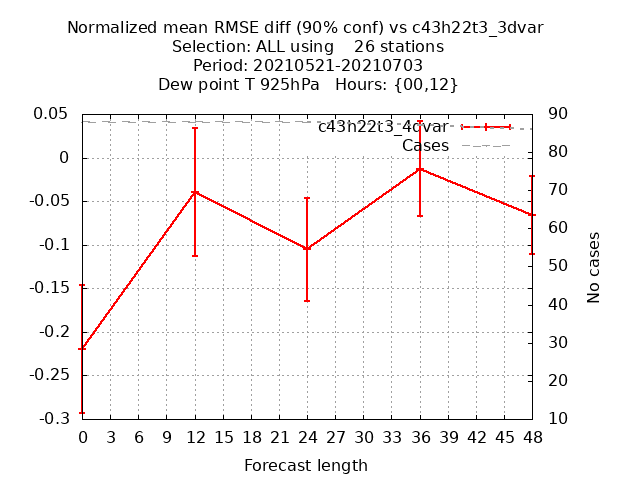 Normalized mean RMSE diff (90% conf) vs c43h22t3_3dvar
Selection: ALL using    26 stations
Period: 20210521-20210703
Dew point T 925hPa   Hours: {00,12}
c43h22t3_4dvar
Cases
0.05
0
-0.05
-0.1
-0.15
-0.2
-0.25
-0.3
90
80
70
60
50
40
30
20
10
No cases
0 3 6 9 12 15 18 21 24 27 30 33 36 39 42 45 48
Forecast length